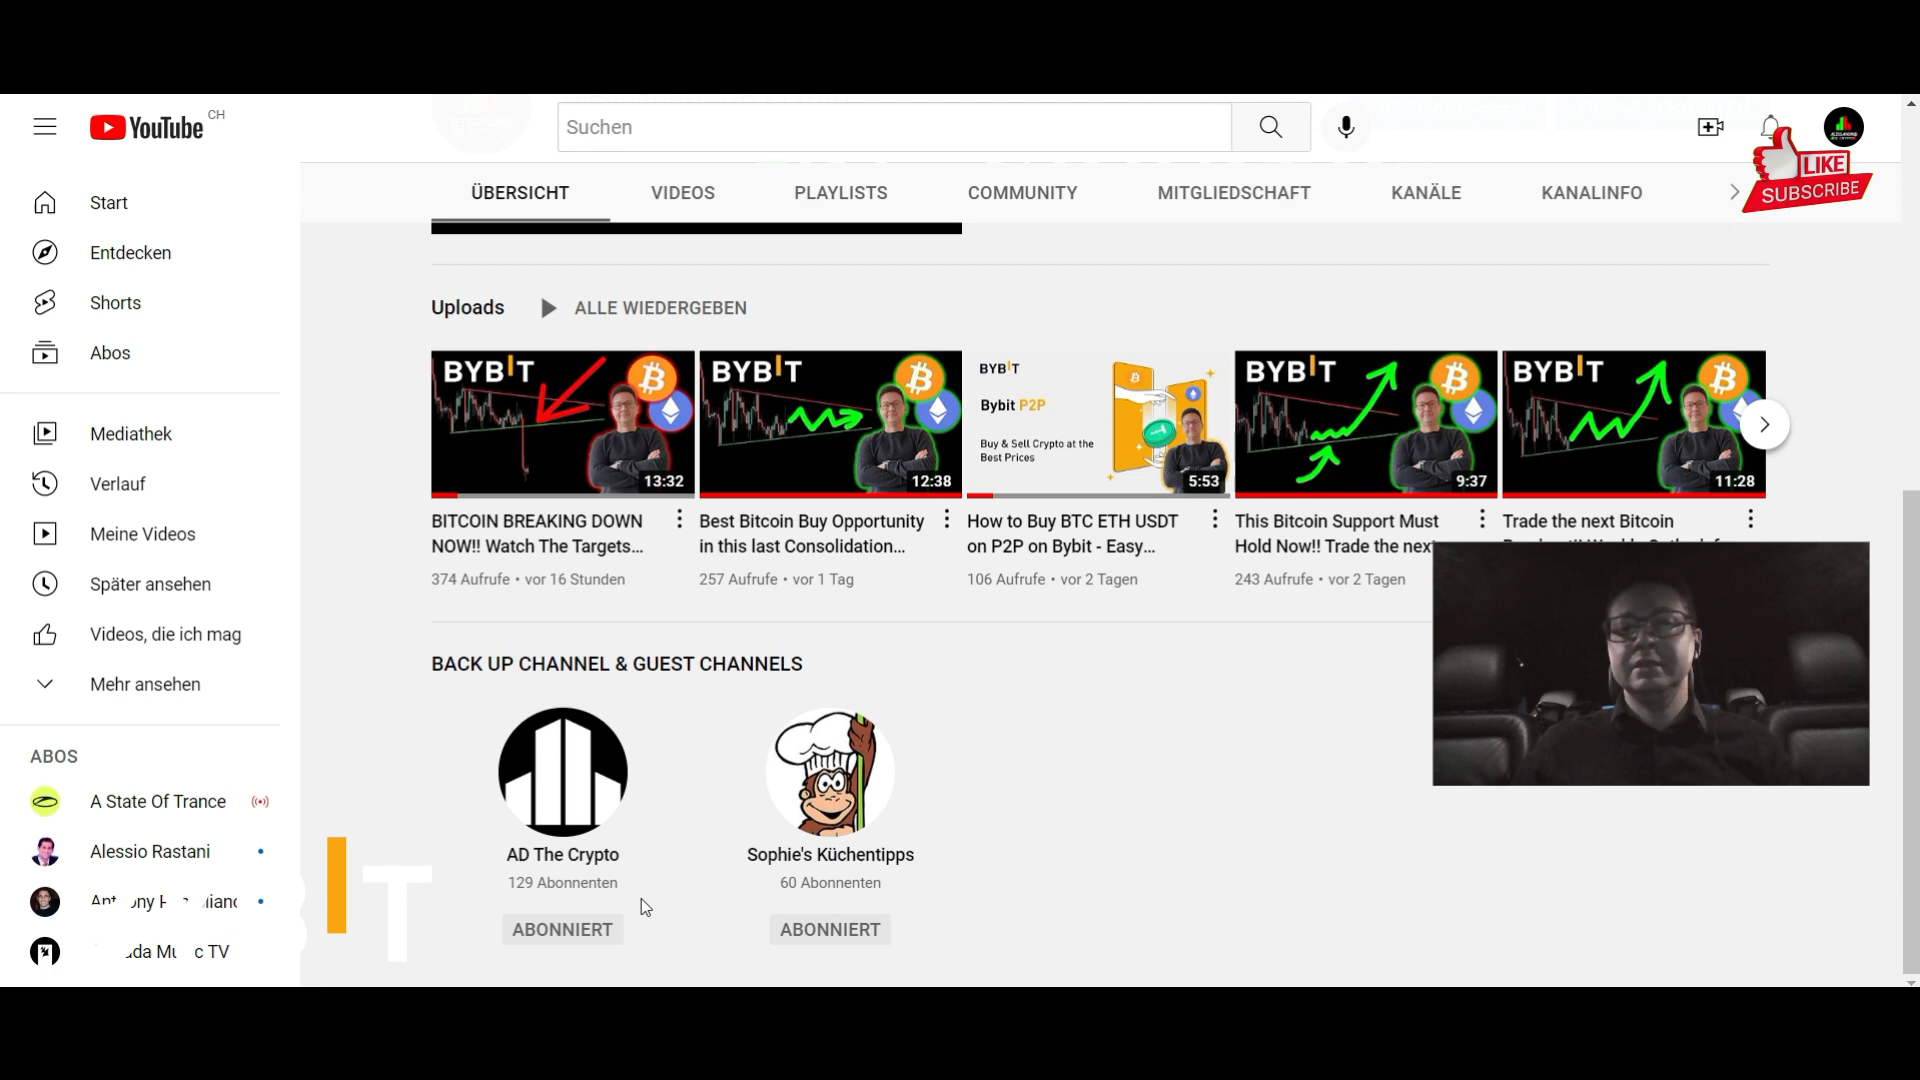 YouTube CH
Suchen
LIKE
SUBSCRIBE
ÜBERSICHT VIDEOS PLAYLISTS COMMUNITY MITGLIEDSCHAFT KANÄLE KANALINFO
Start
Entdecken
Shorts
Abos
Mediathek
Verlauf
Meine Videos
Später ansehen
Videos, die ich mag
Mehr ansehen
ABOS
A State Of Trance
Alessio Rastani
Uploads ALLE WIEDERGEBEN
BYBIT
13:32
BITCOIN BREAKING DOWN
NOW!! Watch The Targets...
374 Aufrufe • vor 16 Stunden
BYBIT
12:38
Best Bitcoin Buy Opportunity
in this last Consolidation...
257 Aufrufe • vor 1 Tag
BYBIT
Bybit P2P
Buy & Sell Crypto at the
Best Prices
5:53
How to Buy BTC ETH USDT
on P2P on Bybit - Easy...
106 Aufrufe • vor 2 Tagen
BYBIT
9:37
This Bitcoin Support Must
Hold Now!! Trade the next
243 Aufrufe • vor 2 Tagen
BYBIT
11:28
Trade the next Bitcoin
BACK UP CHANNEL & GUEST CHANNELS
AD The Crypto
129 Abonnenten
ABONNIERT
Sophie's Küchentipps
60 Abonnenten
ABONNIERT
IT